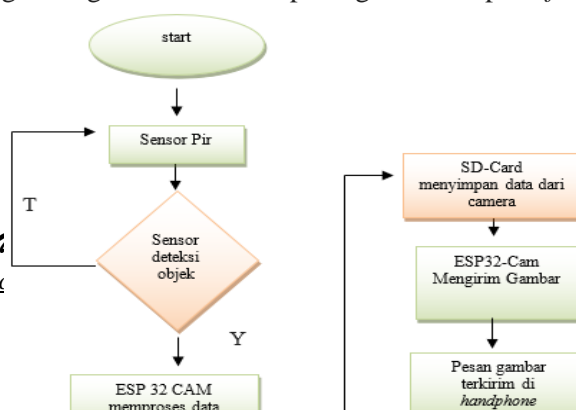 start
Sensor Pir
T
Sensor
deteksi
objek
Y
ESP 32 CAM
memproses data
SD-Card
menyimpan data dari
camera
ESP32-Cam
Mengirim Gambar
Pesan gambar
terkirim di
handphone